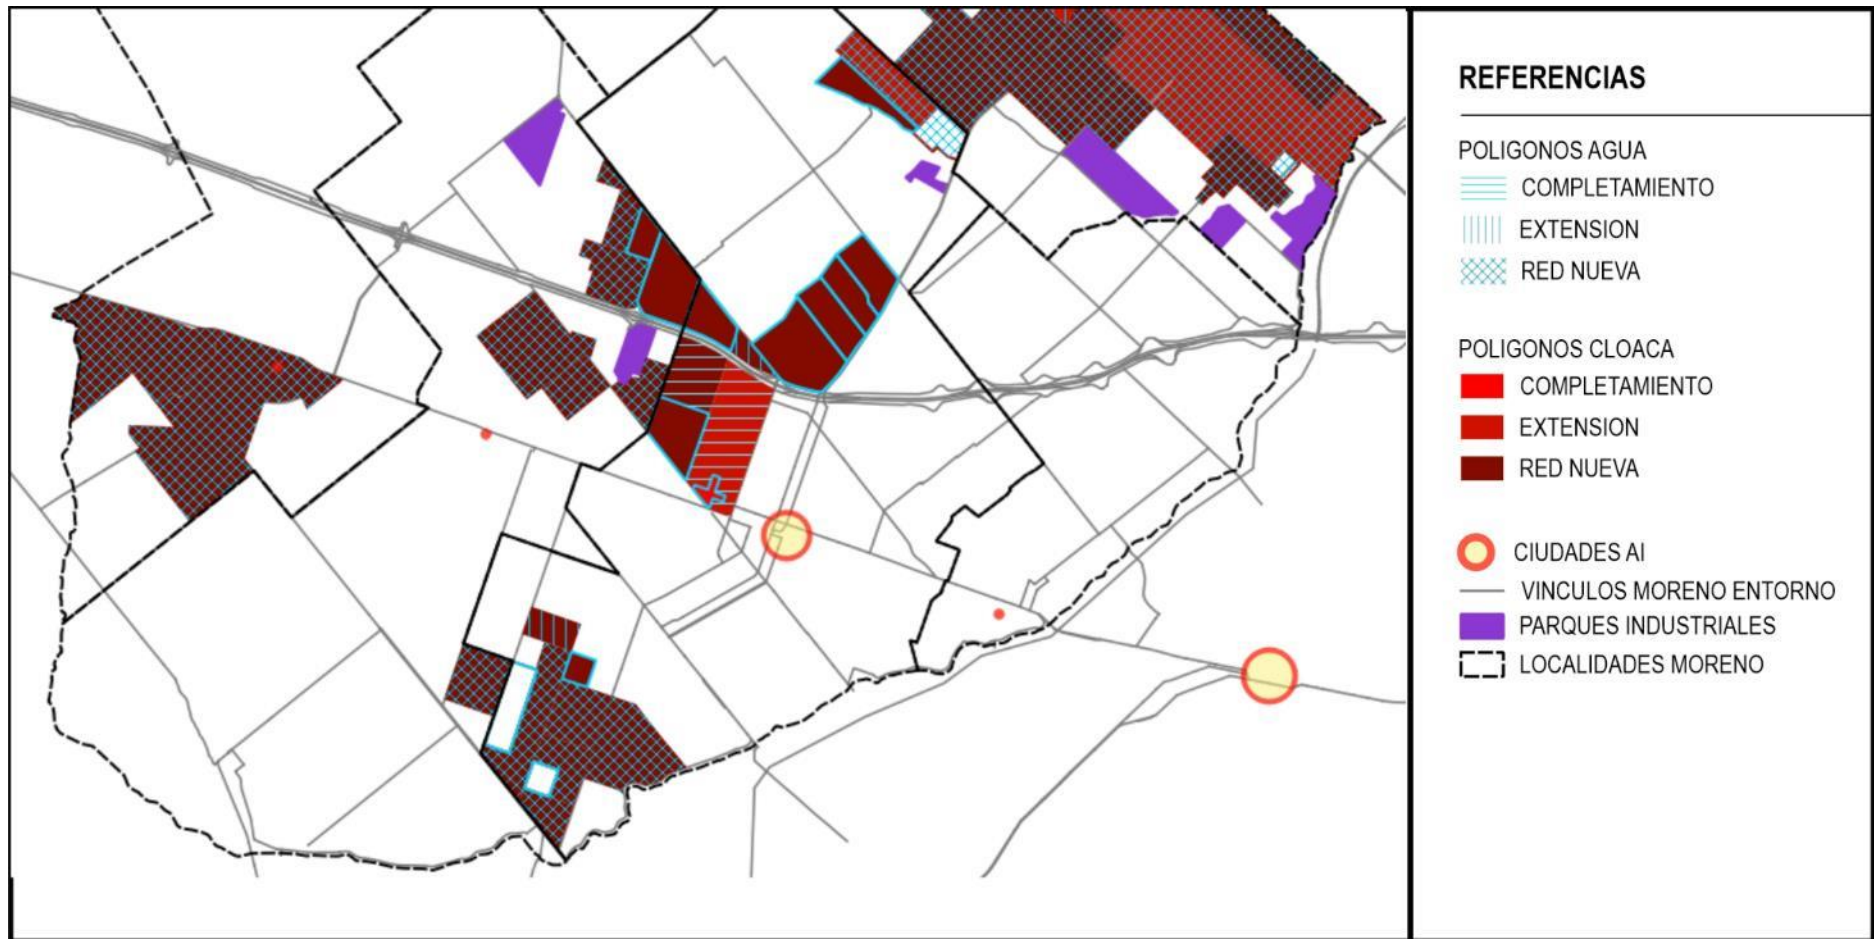 REFERENCIAS
POLIGONOS AGUA
COMPLETAMIENTO
EXTENSION
RED NUEVA
POLIGONOS CLOACA
COMPLETAMIENTO
EXTENSION
RED NUEVA
CIUDADES AI
VINCULOS MORENO ENTORNO
PARQUES INDUSTRIALES
LOCALIDADES MORENO